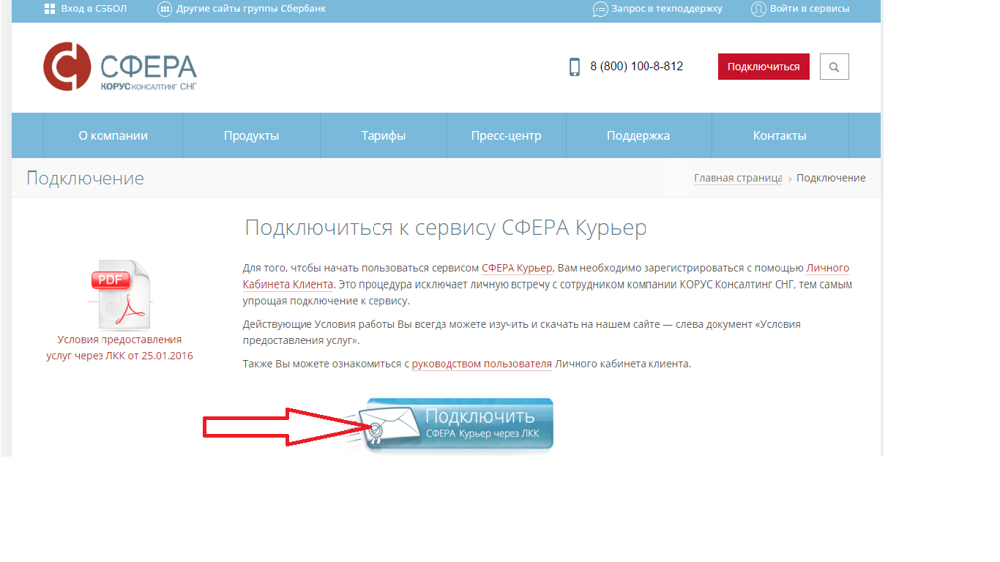 Вход в СББОЛ
Другие сайты группы Сбербанк
Запрос в техподдержку
Войти в сервисы
СФЕРА
КОРУС КОНСАЛТИНГ СНГ
8 (800) 100-8-812
Подключиться
О компании
Продукты
Тарифы
Пресс-центр
Поддержка
Контакты
Подключение
Главная страница > Подключение
Подключиться к сервису СФЕРА Курьер
PDF
Условия предоставления
услуг через ЛКК от 25.01.2016
Для того, чтобы начать пользоваться сервисом СФЕРА Курьер, Вам необходимо зарегистрироваться с помощью Личного
Кабинета Клиента. Это процедура исключает личную встречу с сотрудником компании КОРУС Консалтинг СНГ, тем самым
упрощая подключение к сервису.
Действующие Условия работы Вы всегда можете изучить и скачать на нашем сайте — слева документ «Условия
предоставления услуг».
Также Вы можете ознакомиться с руководством пользователя Личного кабинета клиента.
Подключить
СФЕРА Курьер через ЛКК